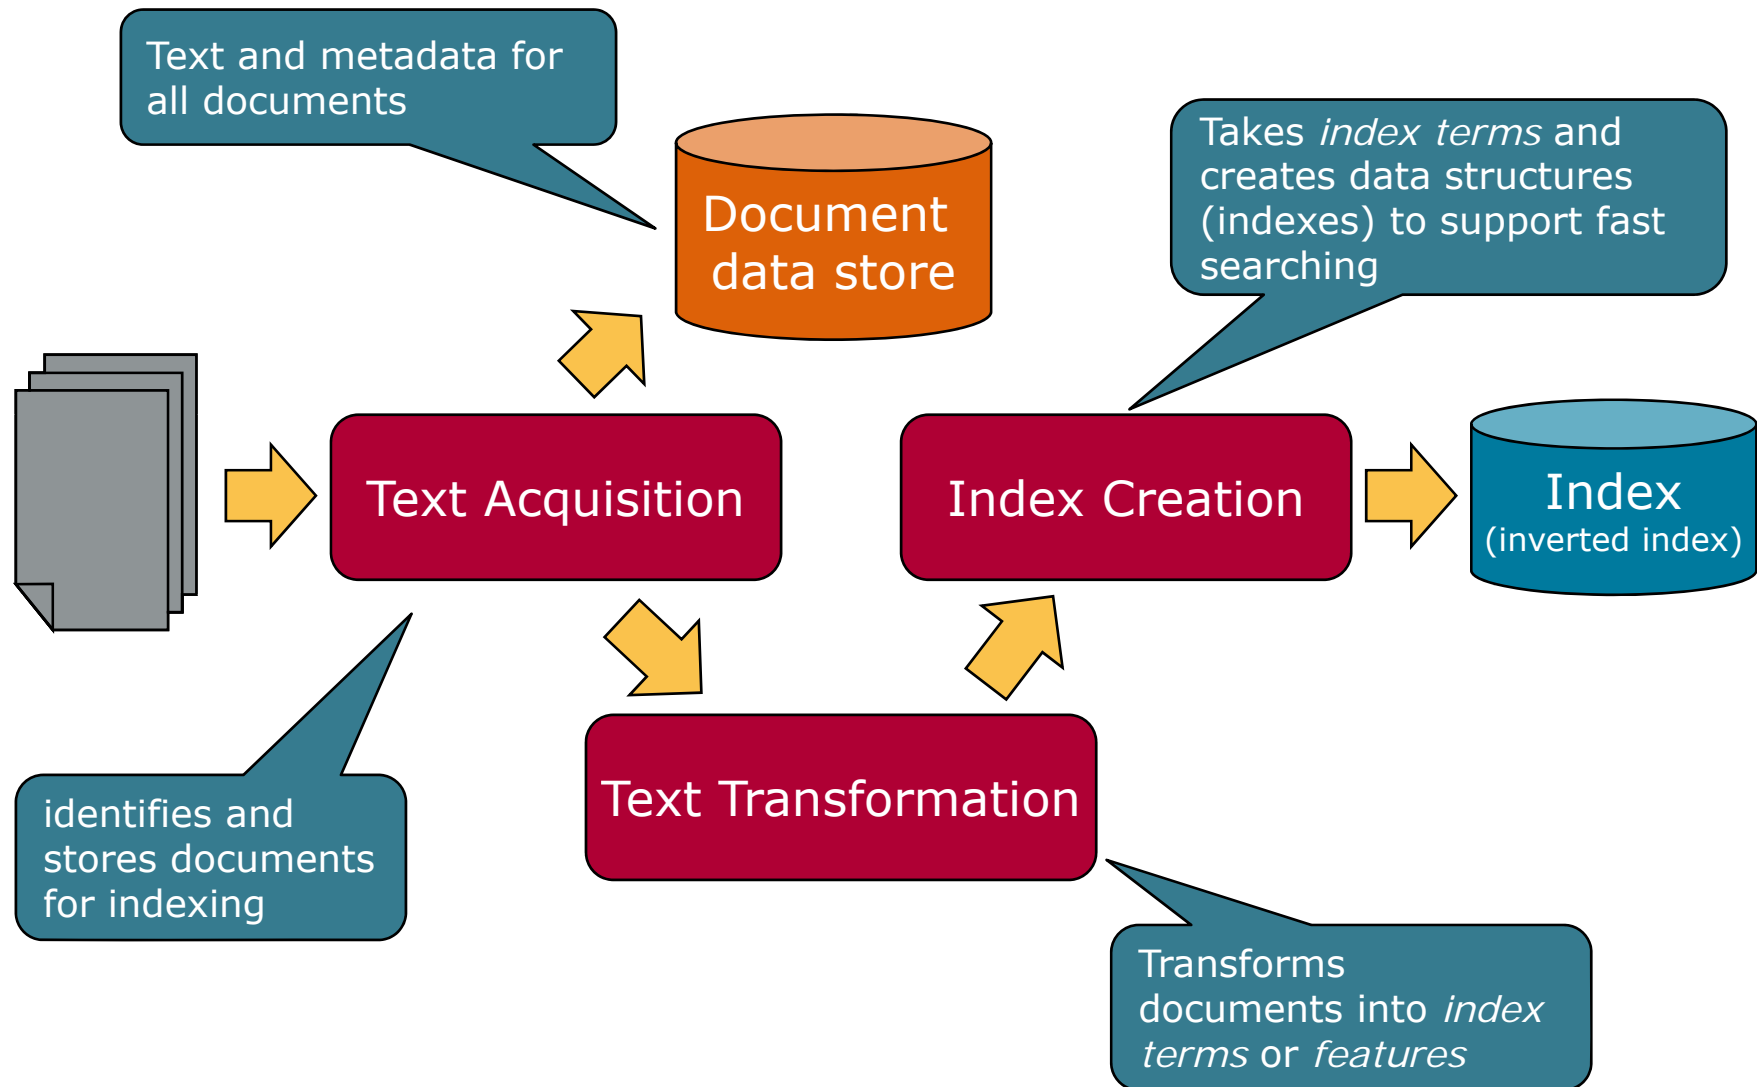 Text and metadata for
all documents
Document
data store
Takes index terms and
creates data structures
(indexes) to support fast
searching
Text Acquisition
Index Creation
Index
(inverted index)
Text Transformation
identifies and
stores documents
for indexing
Transforms
documents into index
terms or features